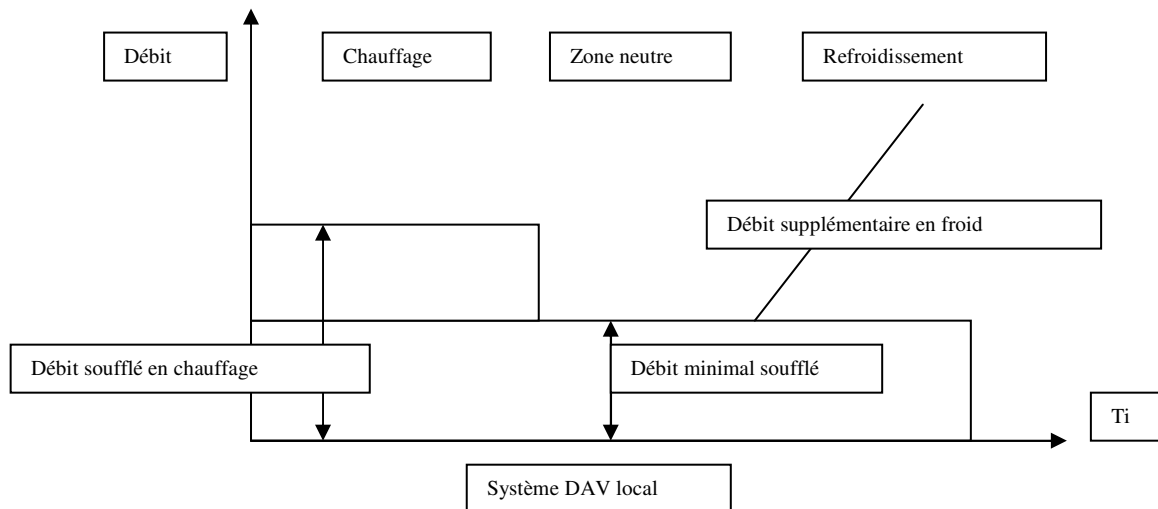 Débit
Chauffage
Zone neutre
Refroidissement
Débit supplémentaire en froid
Débit soufflé en chauffage
Débit minimal soufflé
Ti
Système DAV local